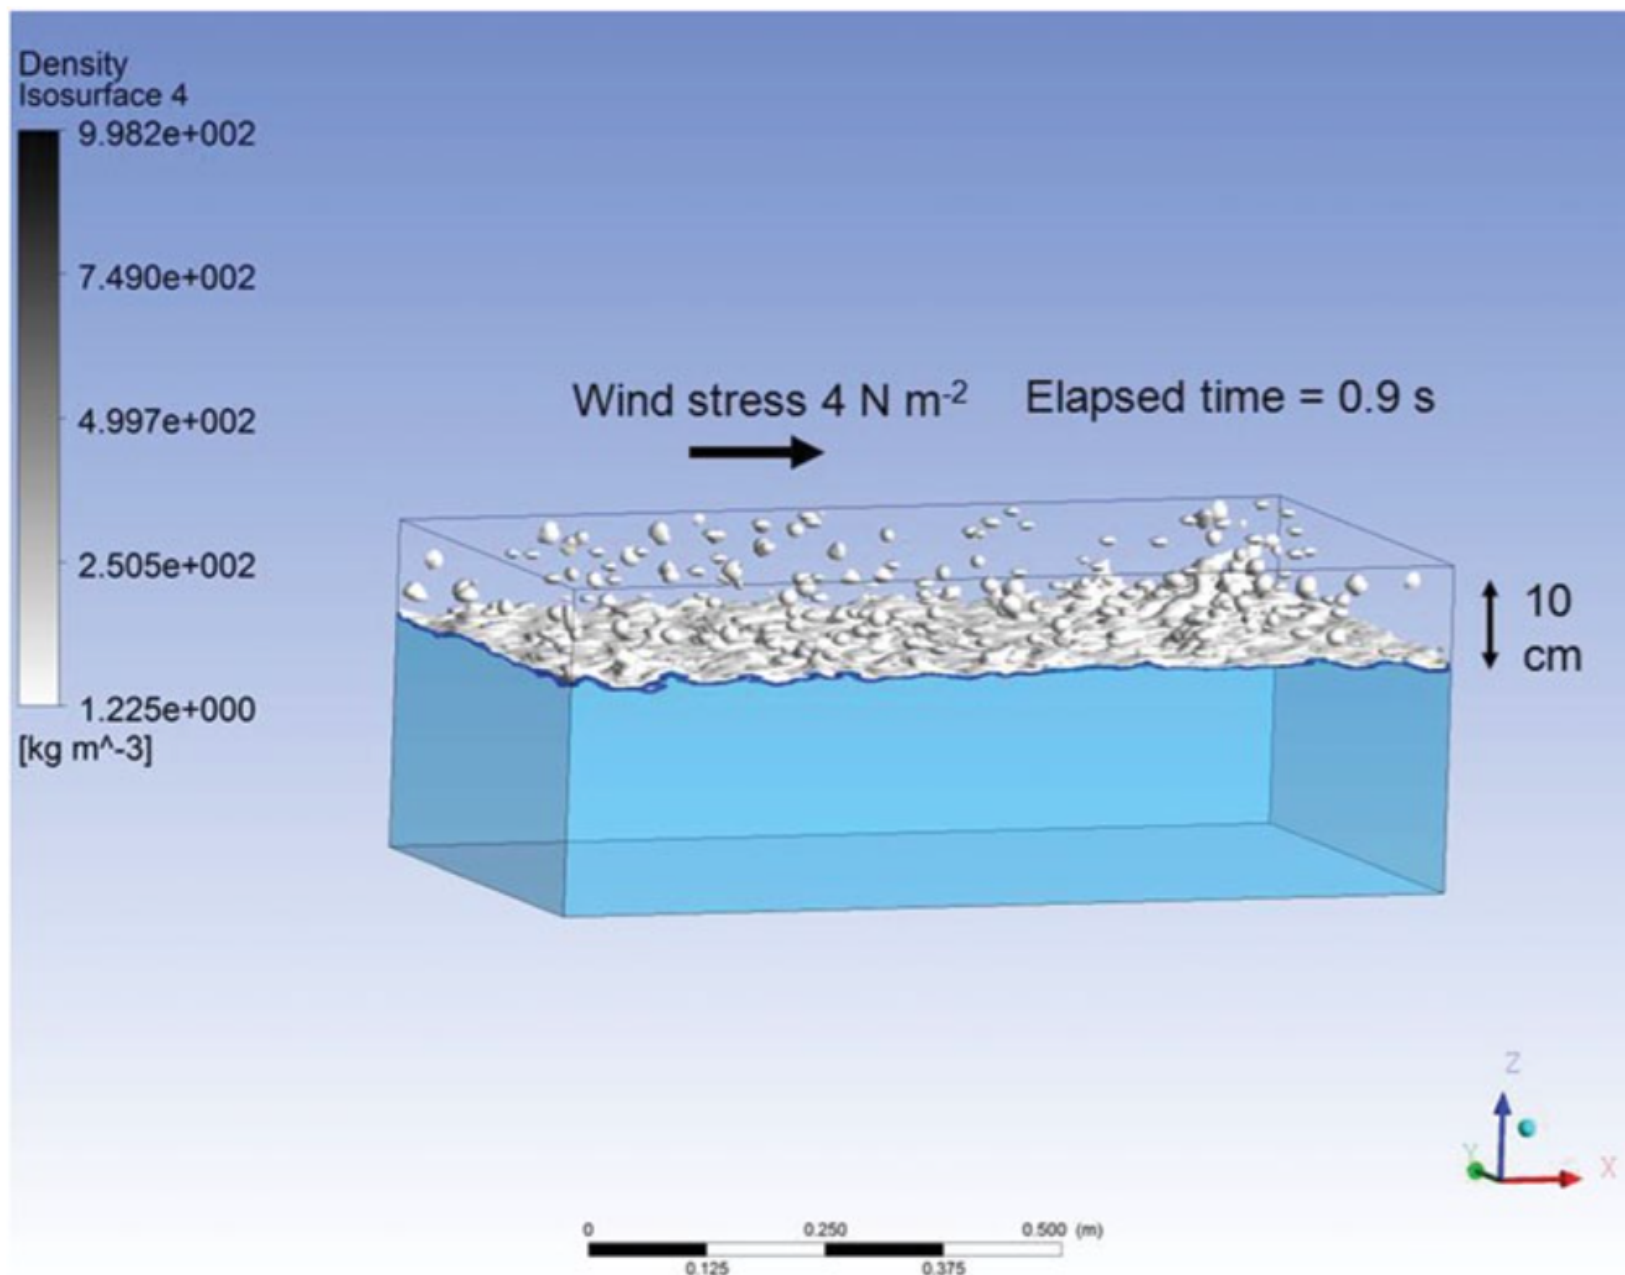 Density
Isosurface 4
9.982e+002
7.490e+002
4.997e+002
2.505e+002
1.225e+000
[kg m^-3]
Wind stress 4 N m⁻² Elapsed time = 0.9 s
10
cm
Z
Y
X
0 0.250 0.500 (m)
0.125 0.375